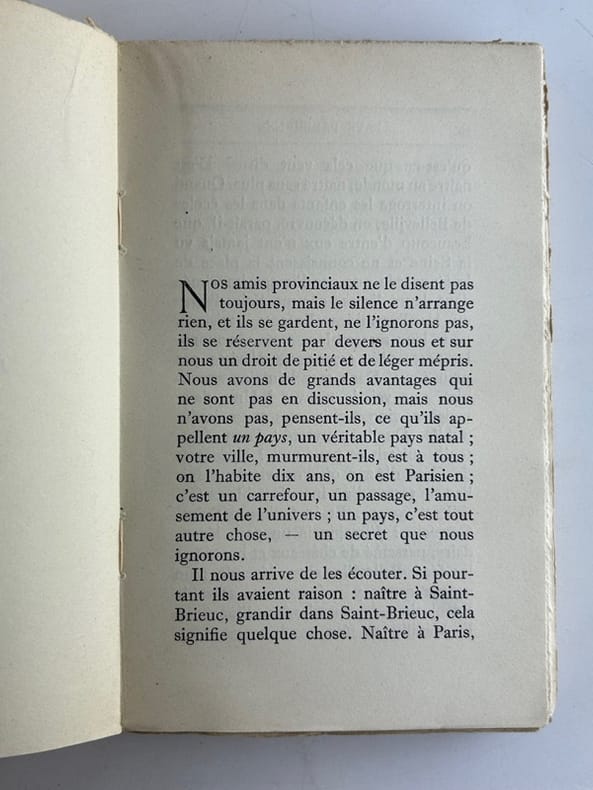 Nos amis provinciaux ne le disent pas
toujours, mais le silence n'arrange
rien, et ils se gardent, ne l'ignorons pas,
ils se réservent par devers nous et sur
nous un droit de pitié et de léger mépris.
Nous avons de grands avantages qui
ne sont pas en discussion, mais nous
n'avons pas, pensent-ils, ce qu'ils ap-
pellent un pays, un véritable pays natal ;
votre ville, murmurent-ils, est à tous ;
on l'habite dix ans, on est Parisien ;
c'est un carrefour, un passage, l'amu-
sement de l'univers ; un pays, c'est tout
autre chose, — un secret que nous
ignorons.
Il nous arrive de les écouter. Si pour-
tant ils avaient raison : naître à Saint-
Brieuc, grandir dans Saint-Brieuc, cela
signifie quelque chose. Naître à Paris,